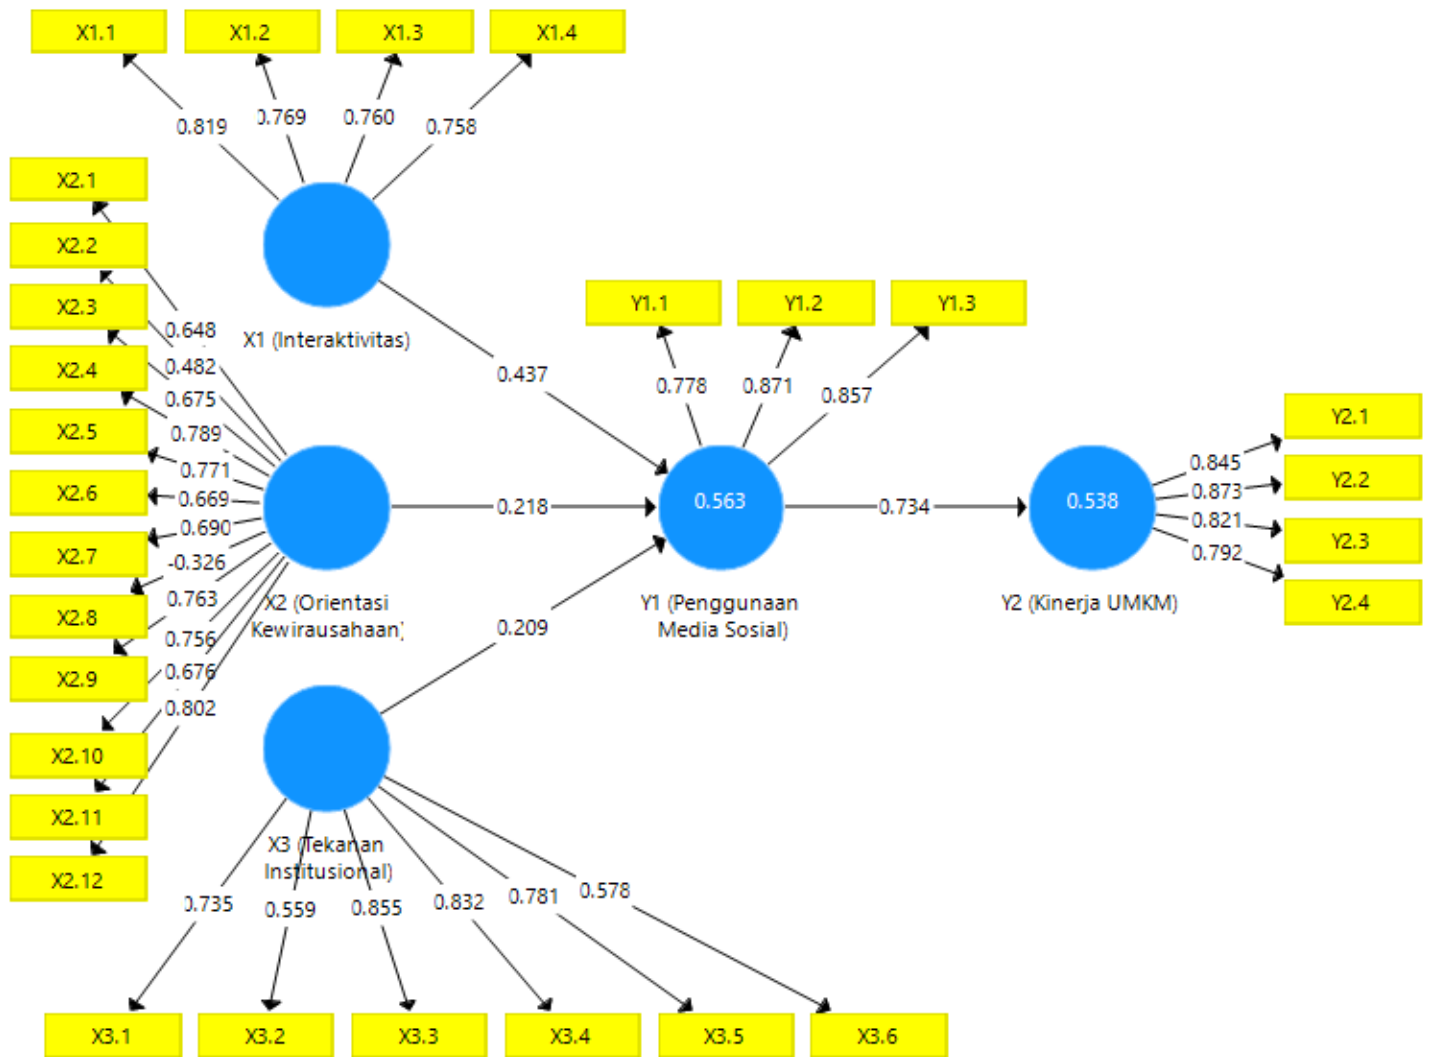 X1.1
X1.2
X1.3
X1.4
0.819
0.769
0.760
0.758
X2.1
X2.2
X2.3
X2.4
X2.5
X2.6
X2.7
X2.8
X2.9
X2.10
X2.11
X2.12
0.648
0.482
0.675
0.789
0.771
0.669
0.690
-0.326
0.763
0.756
0.676
0.802
X1 (Interaktivitas)
X2 (Orientasi
Kewirausahaan)
X3 (Tekanan
Institusional)
0.437
0.218
0.209
Y1.1
Y1.2
Y1.3
0.778
0.871
0.857
0.563
Y1 (Penggunaan
Media Sosial)
0.734
0.538
Y2 (Kinerja UMKM)
0.845
0.873
0.821
0.792
Y2.1
Y2.2
Y2.3
Y2.4
0.735
0.559
0.855
0.832
0.781
0.578
X3.1
X3.2
X3.3
X3.4
X3.5
X3.6